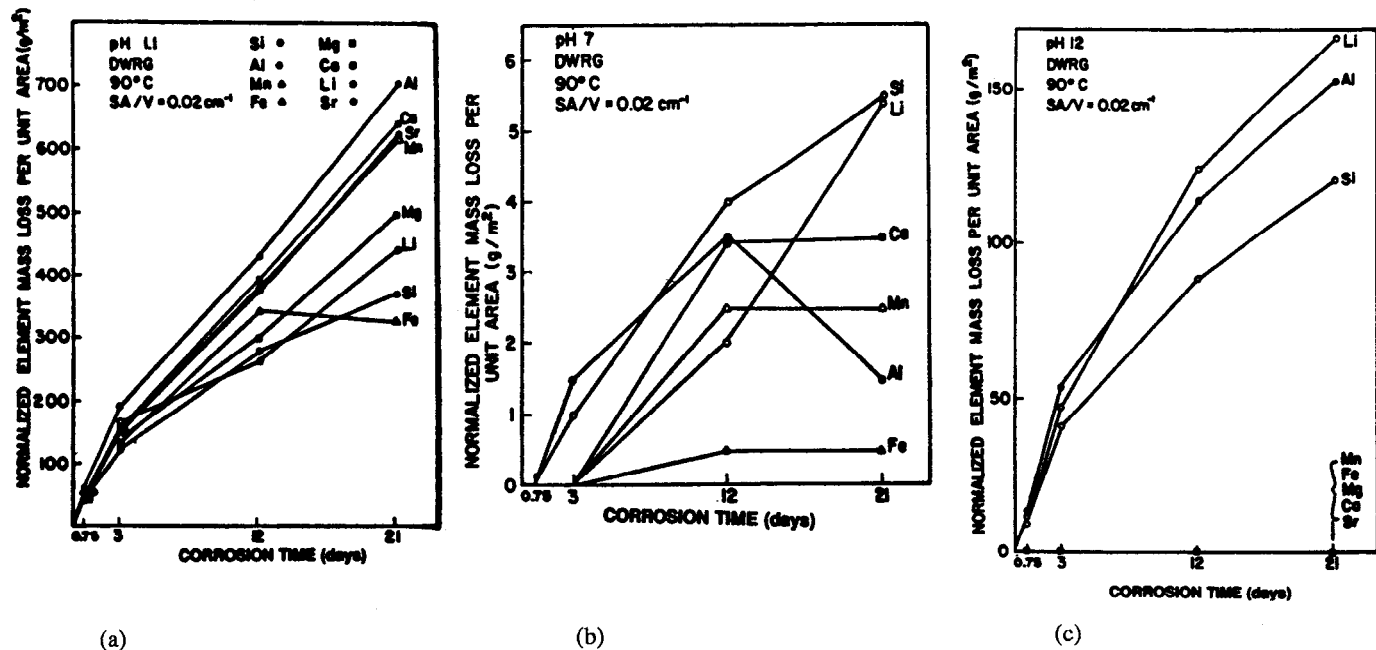 NORMALIZED ELEMENT MASS LOSS PER UNIT AREA (g/m²)
pH 1.1
DWRG
90°C
SA/V = 0.02 cm⁻¹
Si
Al
Mn
Fe
Mg
Ca
Li
Sr
700
600
500
400
300
200
100
Al
Ca
Sr
Mn
Mg
Li
Si
Fe
0.75 3 12 21
CORROSION TIME (days)
(a)
NORMALIZED ELEMENT MASS LOSS PER
UNIT AREA (g/m²)
pH 7
DWRG
90°C
SA/V = 0.02 cm⁻¹
6
5
4
3
2
1
0
Si
Li
Ca
Mn
Al
Fe
0.75 3 12 21
CORROSION TIME (days)
(b)
NORMALIZED ELEMENT MASS LOSS PER UNIT AREA (g/m²)
pH 12
DWRG
90°C
SA/V = 0.02 cm⁻¹
150
100
50
0
Li
Al
Si
Mn
Fe
Mg
Ca
Sr
0.75 3 12 21
CORROSION TIME (days)
(c)